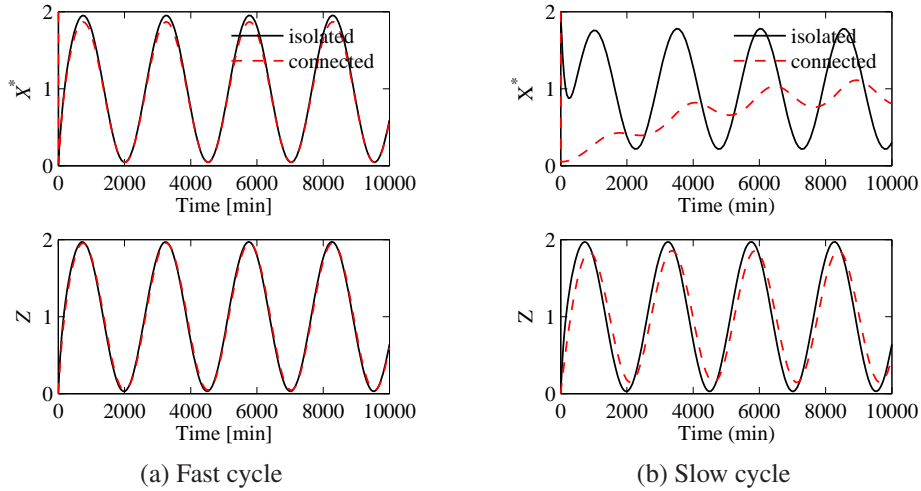 2
isolated
connected
X*
1
0
0 2000 4000 6000 8000 10000
Time [min]
2
isolated
connected
X*
1
0
0 2000 4000 6000 8000 10000
Time (min)
2
Z
1
0
0 2000 4000 6000 8000 10000
Time [min]
2
Z
1
0
0 2000 4000 6000 8000 10000
Time (min)
(a) Fast cycle
(b) Slow cycle